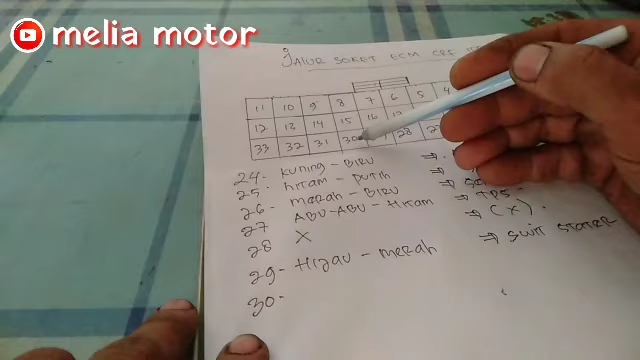 melia motor
JALUR SOKET ECM CRF
11 10 9 8 7 6 5 4
12 13 14 15 16
33 32 31 30 28
24- KUNING - BIRU ⇒
25- HITAM - PUTIH ⇒
26- MERAH - BIRU ⇒
27 ABU-ABU - HITAM ⇒ TPS -
28 X ⇒ (X).
29- HIJAU - MERAH ⇒ SWIT STATER
30-